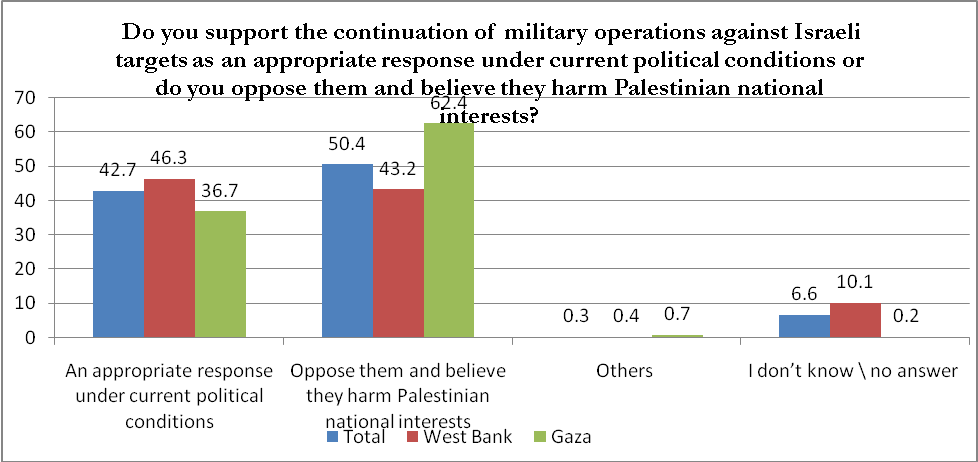 Do you support the continuation of military operations against Israeli
targets as an appropriate response under current political conditions or
do you oppose them and believe they harm Palestinian national
interests?
70
60
50
40
30
20
10
0
42.7 46.3 36.7
50.4 43.2 62.4
0.3 0.4 0.7
6.6 10.1 0.2
An appropriate response
under current political
conditions
Oppose them and believe
they harm Palestinian
national interests
Others
I don't know \ no answer
Total West Bank Gaza